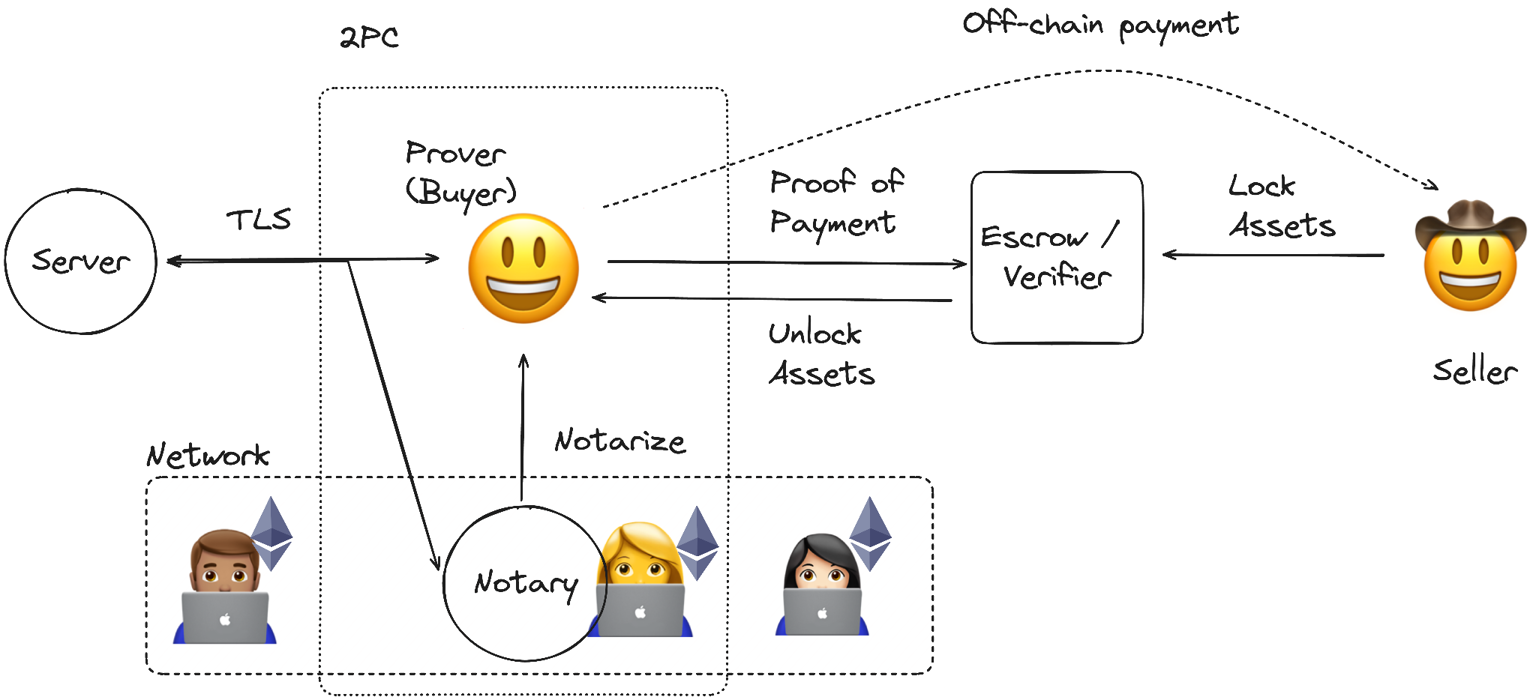 2PC
Off-chain payment
Prover
(Buyer)
TLS
Server
Proof of
Payment
Escrow /
Verifier
Lock
Assets
Unlock
Assets
Seller
Notarize
Network
Notary